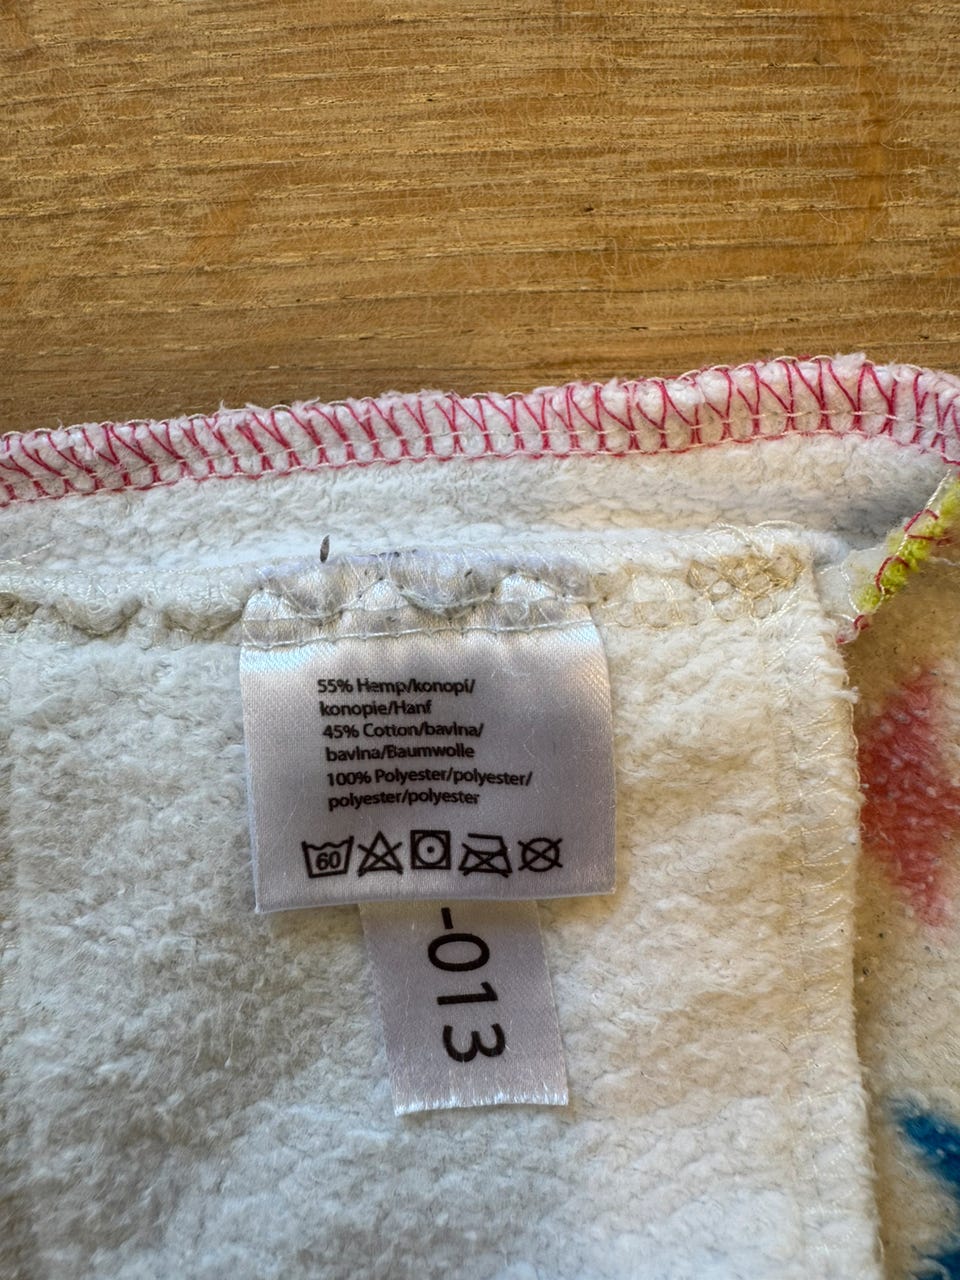 55% Hemp/konopí/
konopie/Hanf
45% Cotton/bavlna/
bavlna/Baumwolle
100% Polyester/polyester/
polyester/polyester
60
-013